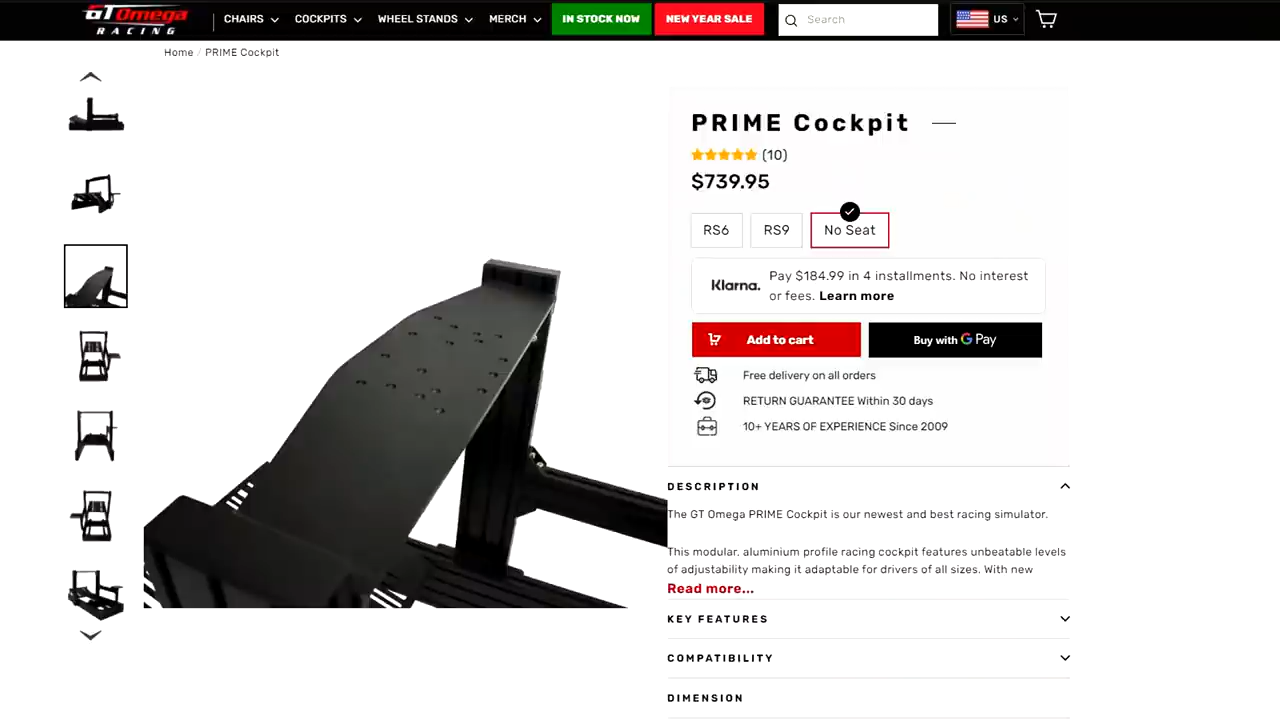 GT Omega
RACING
CHAIRS
COCKPITS
WHEEL STANDS
MERCH
IN STOCK NOW
NEW YEAR SALE
Search
US
Home / PRIME Cockpit
PRIME Cockpit
(10)
$739.95
RS6
RS9
No Seat
Klarna.
Pay $184.99 in 4 installments. No interest
or fees. Learn more
Add to cart
Buy with G Pay
Free delivery on all orders
RETURN GUARANTEE Within 30 days
10+ YEARS OF EXPERIENCE Since 2009
DESCRIPTION
The GT Omega PRIME Cockpit is our newest and best racing simulator.
This modular, aluminium profile racing cockpit features unbeatable levels
of adjustability making it adaptable for drivers of all sizes. With new
Read more...
KEY FEATURES
COMPATIBILITY
DIMENSION